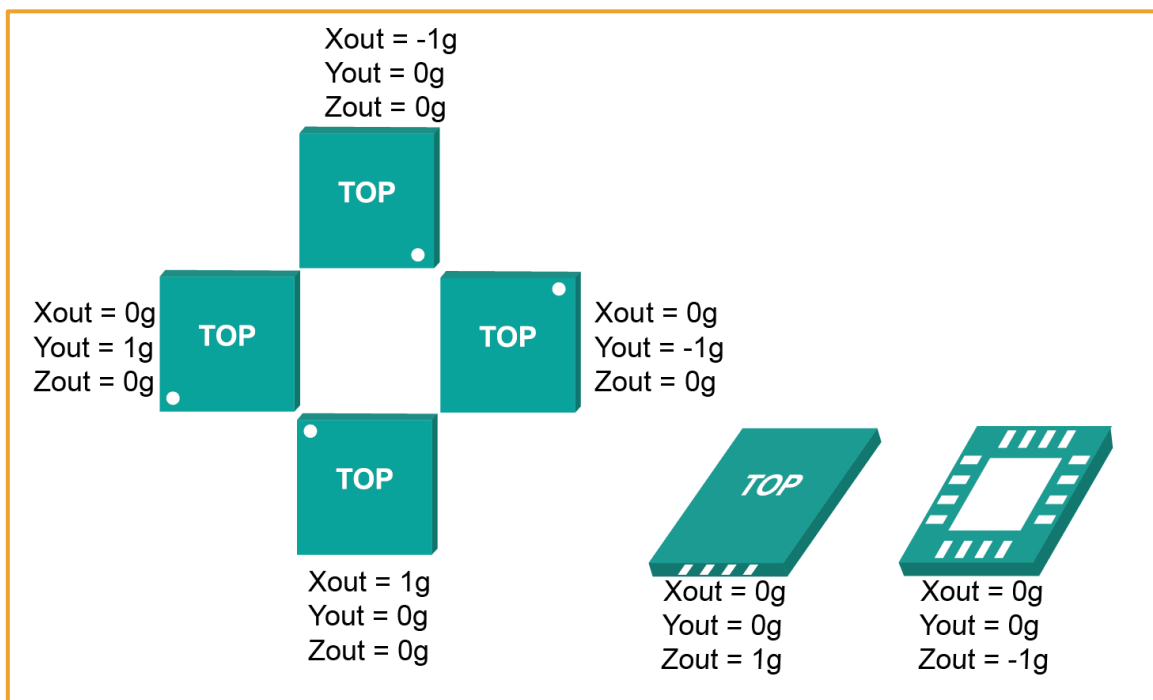 Xout = -1g
Yout = 0g
Zout = 0g
TOP
Xout = 0g
Yout = 1g
Zout = 0g
TOP
TOP
Xout = 0g
Yout = -1g
Zout = 0g
TOP
Xout = 1g
Yout = 0g
Zout = 0g
TOP
Xout = 0g
Yout = 0g
Zout = 1g
Xout = 0g
Yout = 0g
Zout = -1g